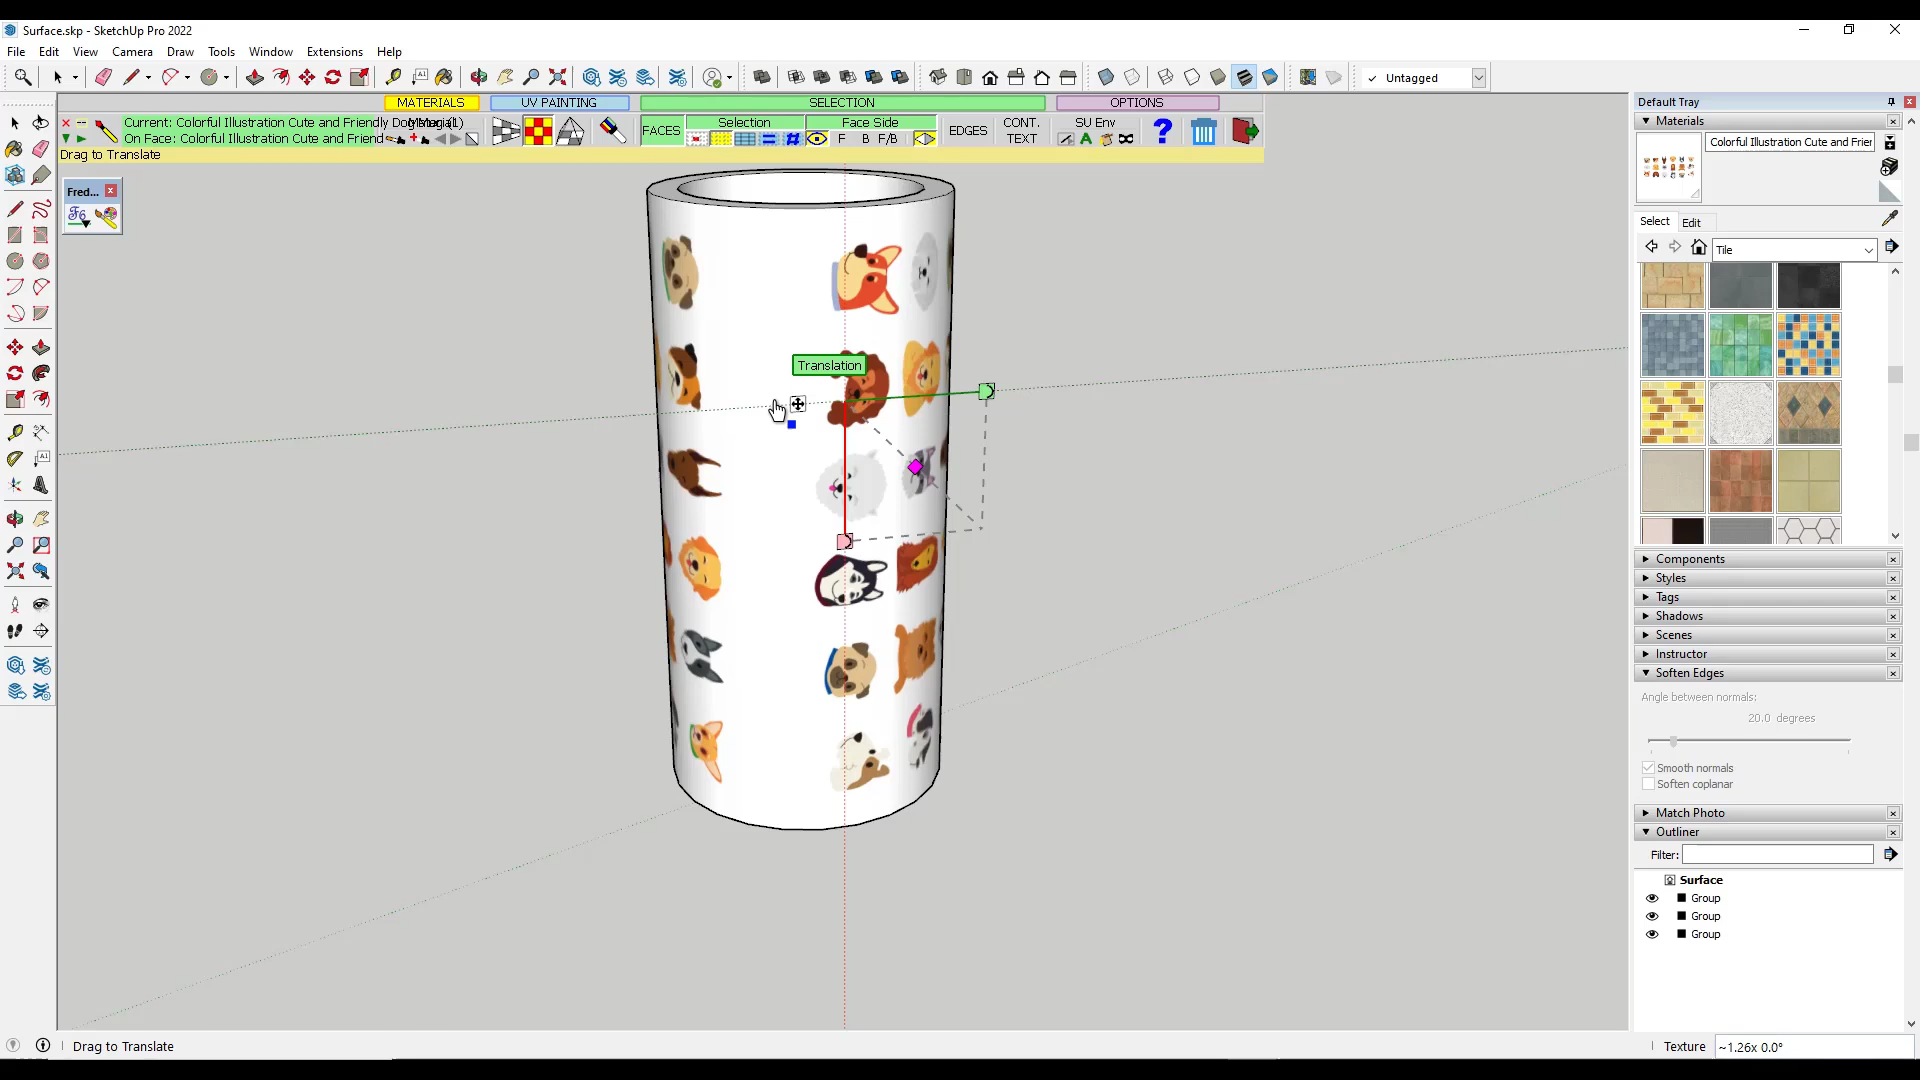 Surface.skp - SketchUp Pro 2022
File Edit View Camera Draw Tools Window Extensions Help
Untagged
MATERIALS UV PAINTING SELECTION OPTIONS
Current: Colorful Illustration Cute and Friendly Dog
FACES Selection Face Side EDGES CONT. TEXT SU Env
On Face: Colorful Illustration Cute and Friend
F B F/B
Drag to Translate
Fred...
Translation
Default Tray
Materials
Colorful Illustration Cute and Frier
Select Edit
Tile
Components
Styles
Tags
Shadows
Scenes
Instructor
Soften Edges
Angle between normals:
20.0 degrees
Smooth normals
Soften coplanar
Match Photo
Outliner
Filter:
Surface
Group
Group
Group
Drag to Translate
Texture ~1.26x 0.0°